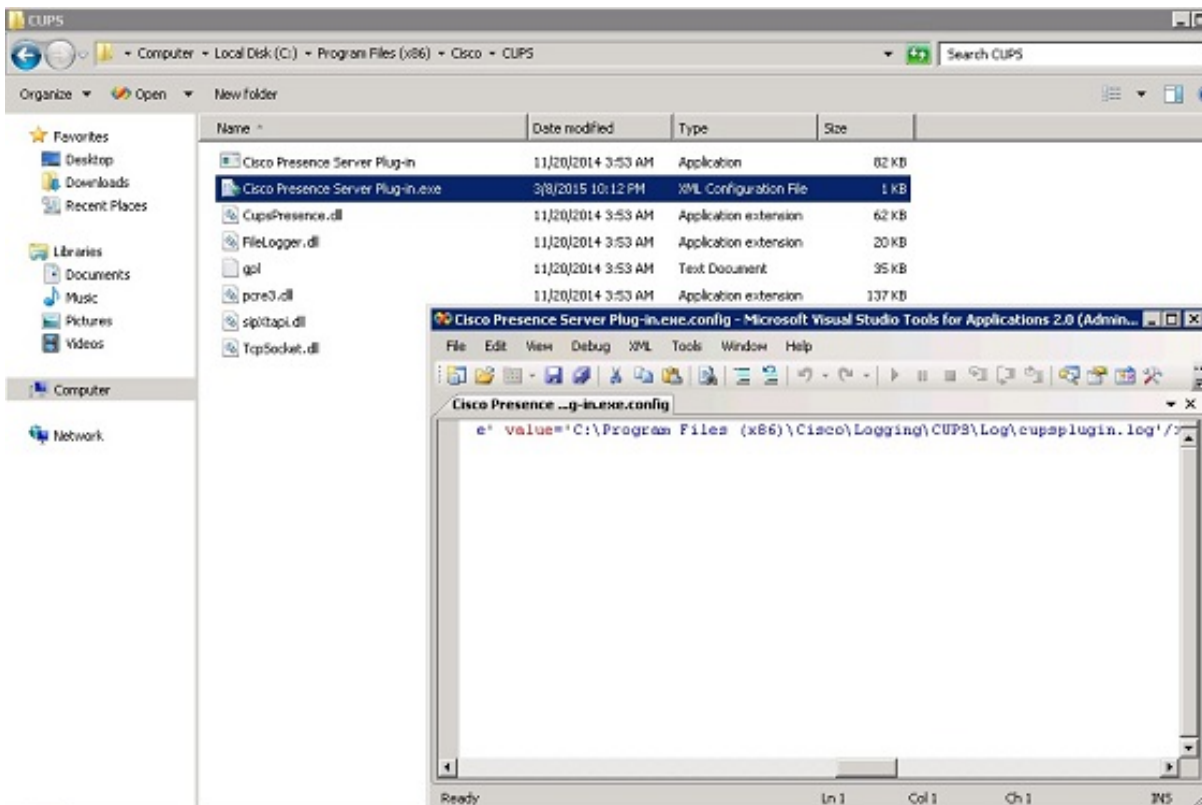 CUPS
Computer Local Disk (C:) Program Files (x86) Cisco CUPS
Search CUPS
Organize Open New folder
Favorites
Desktop
Downloads
Recent Places
Libraries
Documents
Music
Pictures
Videos
Computer
Network
Name Date modified Type Size
Cisco Presence Server Plug-in 11/20/2014 3:53 AM Application 82 KB
Cisco Presence Server Plug-in.exe 3/8/2015 10:12 PM XML Configuration File 1 KB
CupsPresence.dll 11/20/2014 3:53 AM Application extension 62 KB
FileLogger.dll 11/20/2014 3:53 AM Application extension 20 KB
gpl 11/20/2014 3:53 AM Text Document 35 KB
pcre3.dll 11/20/2014 3:53 AM Application extension 137 KB
sipXtapi.dll
TcpSocket.dll
Cisco Presence Server Plug-in.exe.config - Microsoft Visual Studio Tools for Applications 2.0 (Admin...
File Edit View Debug XML Tools Window Help
Cisco Presence ...g-in.exe.config
e' value='C:\Program Files (x86)\Cisco\Logging\CUPS\Log\cupsplugin.log'/>
Ready Ln 1 Col 1 Ch 1 INS